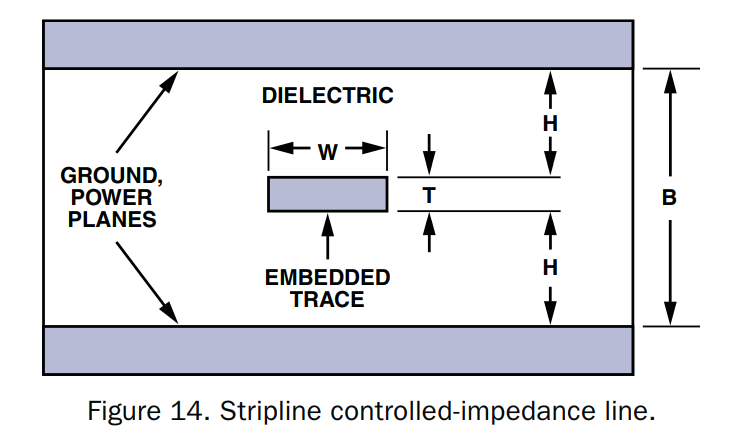 DIELECTRIC
H
W
GROUND,
POWER
PLANES
T
B
H
EMBEDDED
TRACE
Figure 14. Stripline controlled-impedance line.